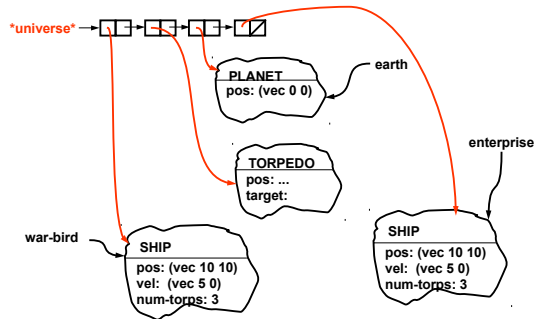 *universe*
PLANET
pos: (vec 0 0)
earth
enterprise
TORPEDO
pos: ...
target:
war-bird
SHIP
pos: (vec 10 10)
vel: (vec 5 0)
num-torps: 3
SHIP
pos: (vec 10 10)
vel: (vec 5 0)
num-torps: 3